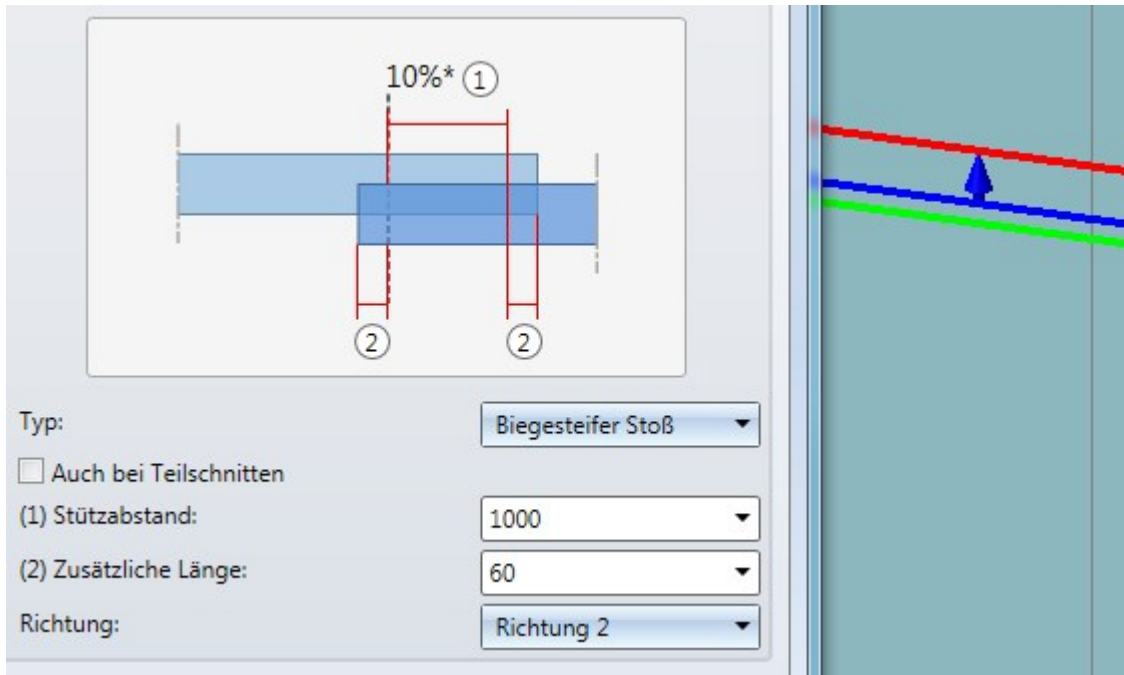 10%* 1
2 2
Typ: Biegesteifer Stoß
Auch bei Teilschnitten
(1) Stützabstand: 1000
(2) Zusätzliche Länge: 60
Richtung: Richtung 2